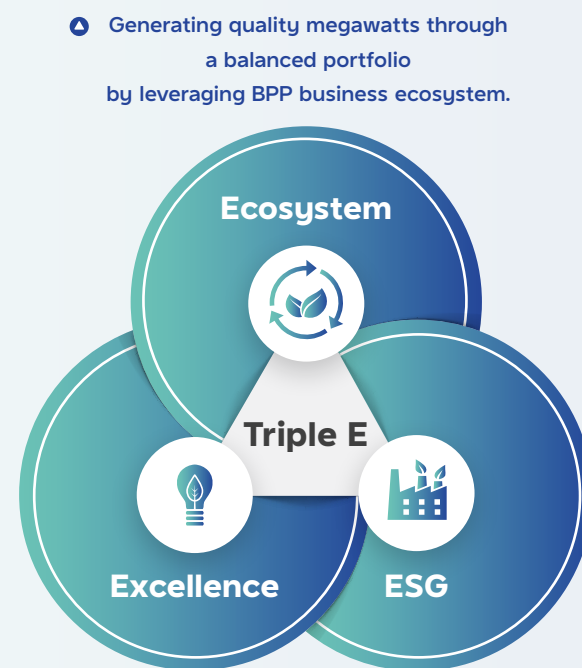 Generating quality megawatts through
a balanced portfolio
by leveraging BPP business ecosystem.
Ecosystem
Triple E
Excellence
ESG